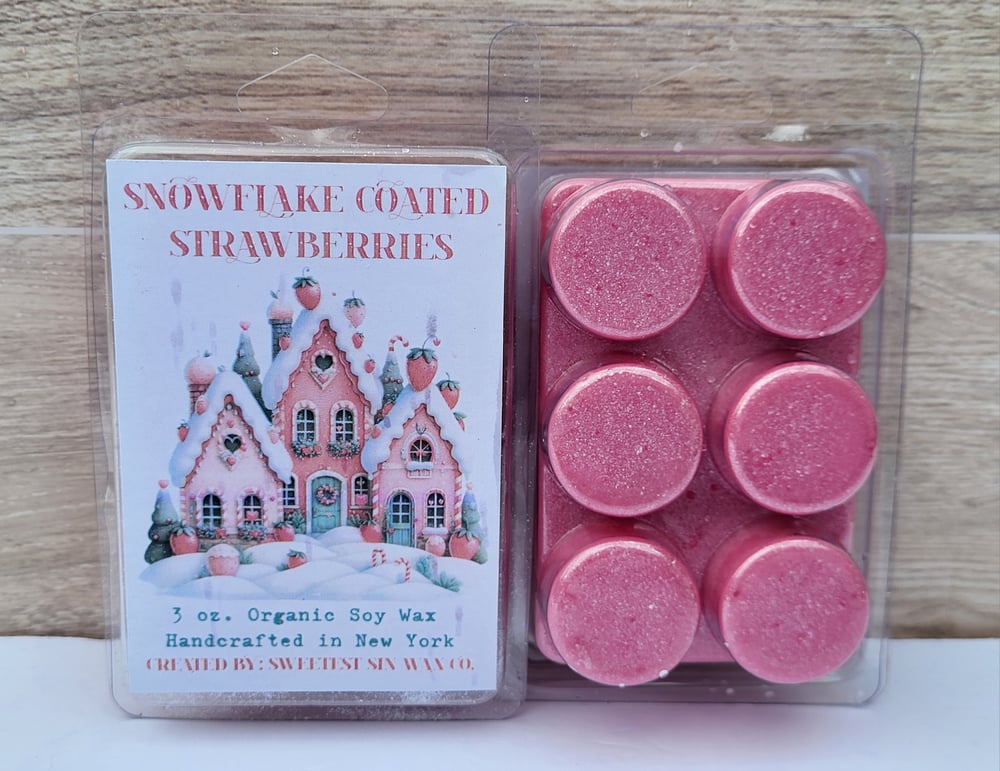 SNOWFLAKE COATED
STRAWBERRIES
3 oz. Organic Soy Wax
Handcrafted in New York
CREATED BY: SWEETEST SIN WAX CO.